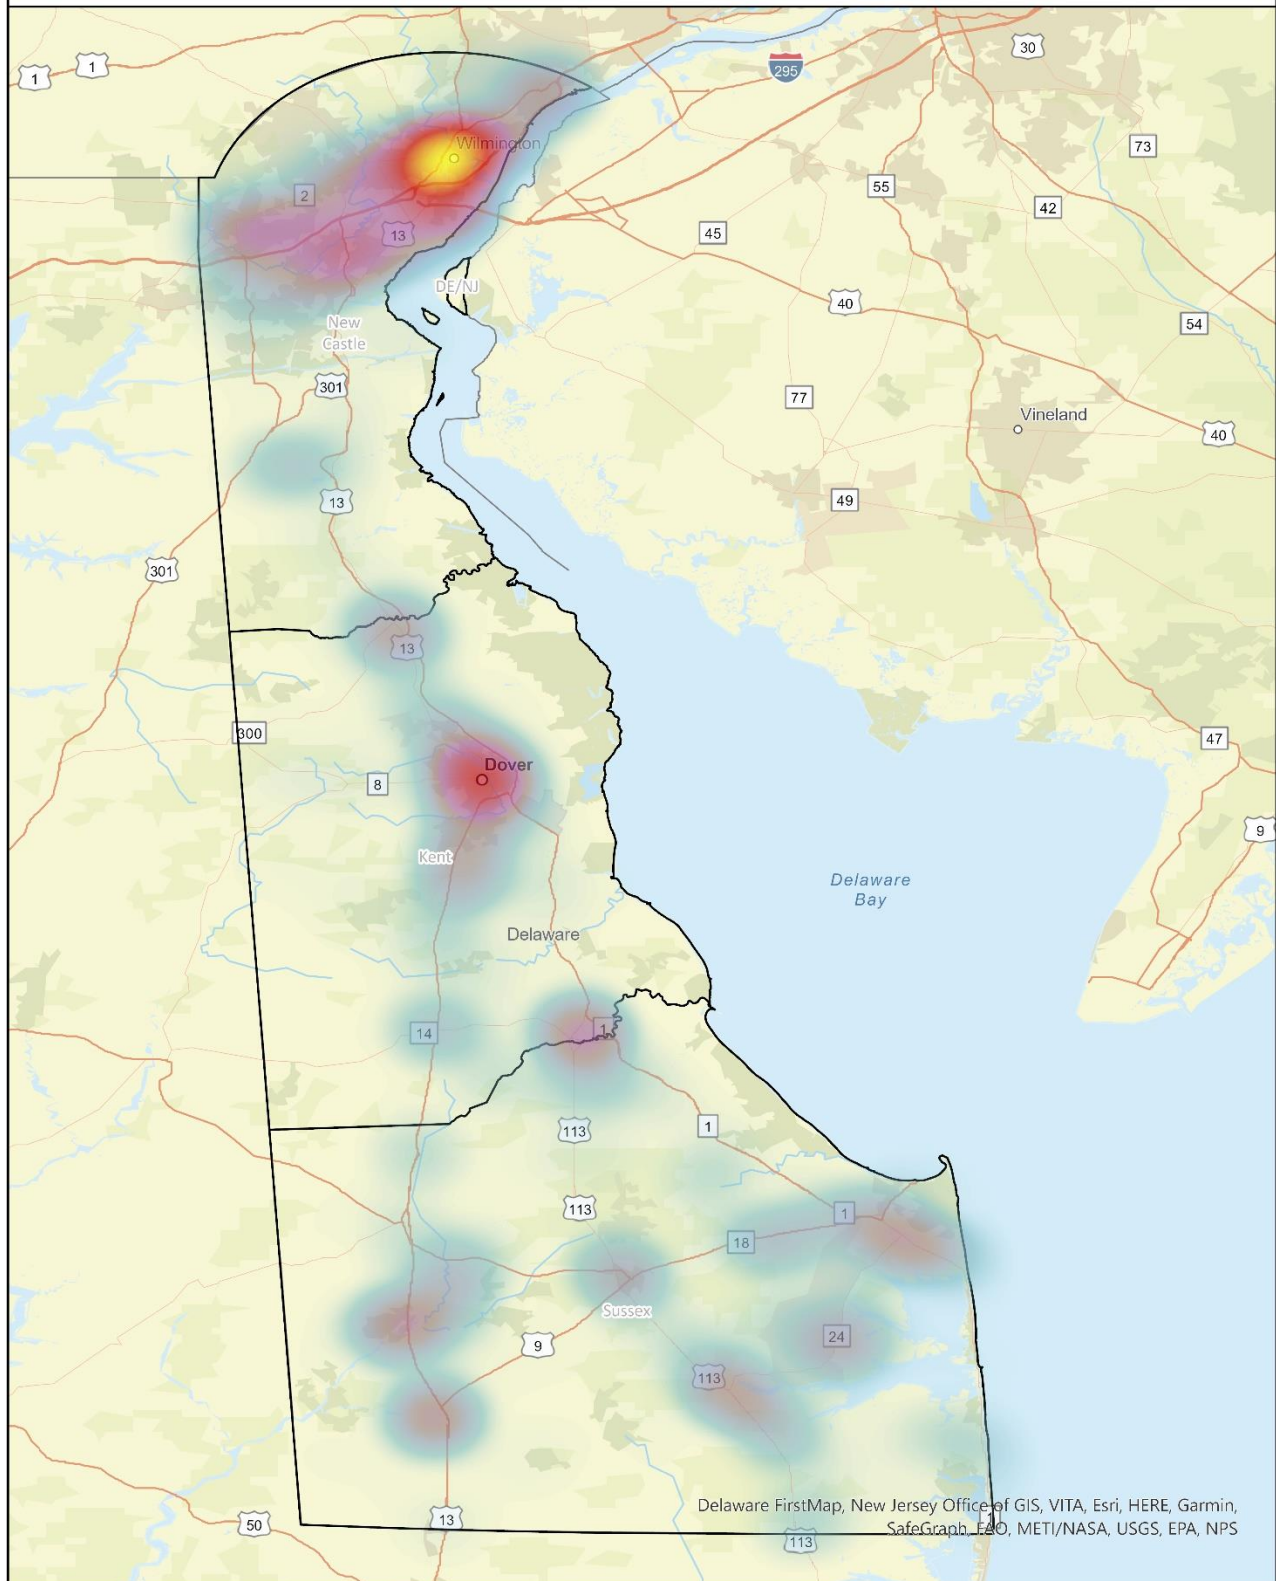 30
1
1
295
73
Wilmington
55
2
42
45
13
DE/NJ
40
54
New
Castle
301
77
Vineland
40
49
13
301
13
300
47
Dover
8
9
Kent
Delaware
Bay
Delaware
14
1
113
1
113
1
18
Sussex
24
9
113
Delaware FirstMap, New Jersey Office of GIS, VITA, Esri, HERE, Garmin,
SafeGraph, FAO, METI/NASA, USGS, EPA, NPS
50
13
1
113